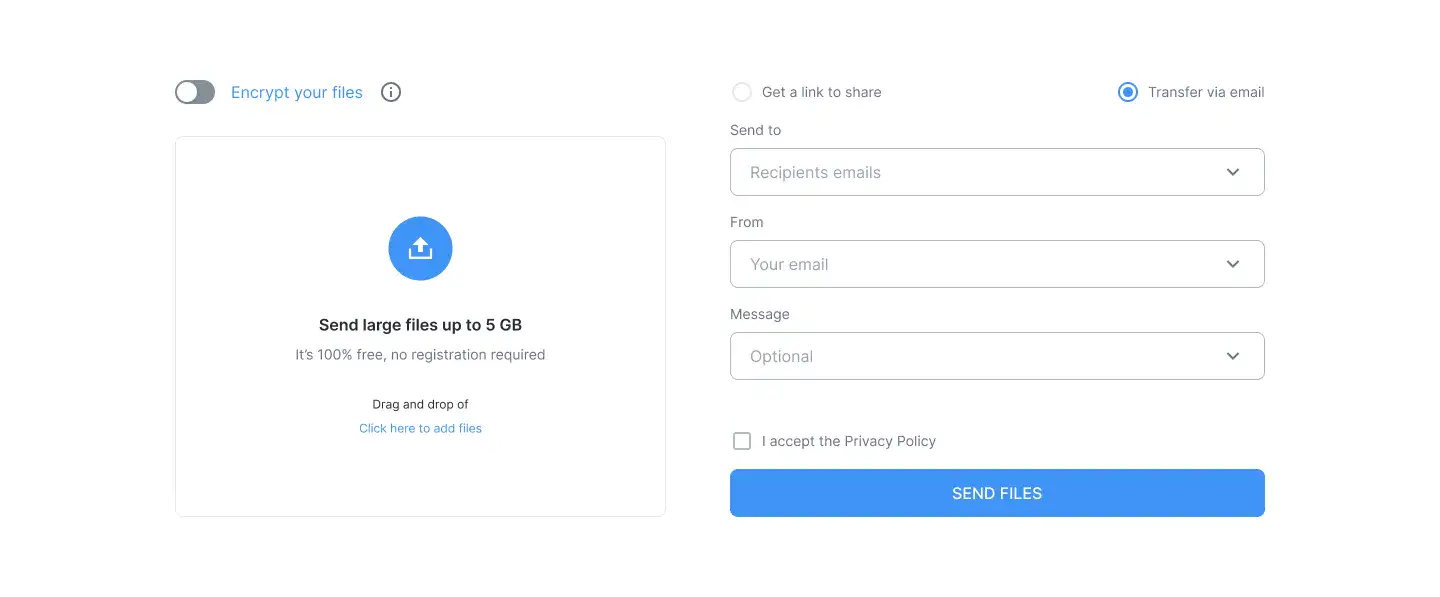 Encrypt your files
Send large files up to 5 GB
It's 100% free, no registration required
Drag and drop of
Click here to add files
Get a link to share
Transfer via email
Send to
Recipients emails
From
Your email
Message
Optional
I accept the Privacy Policy
SEND FILES